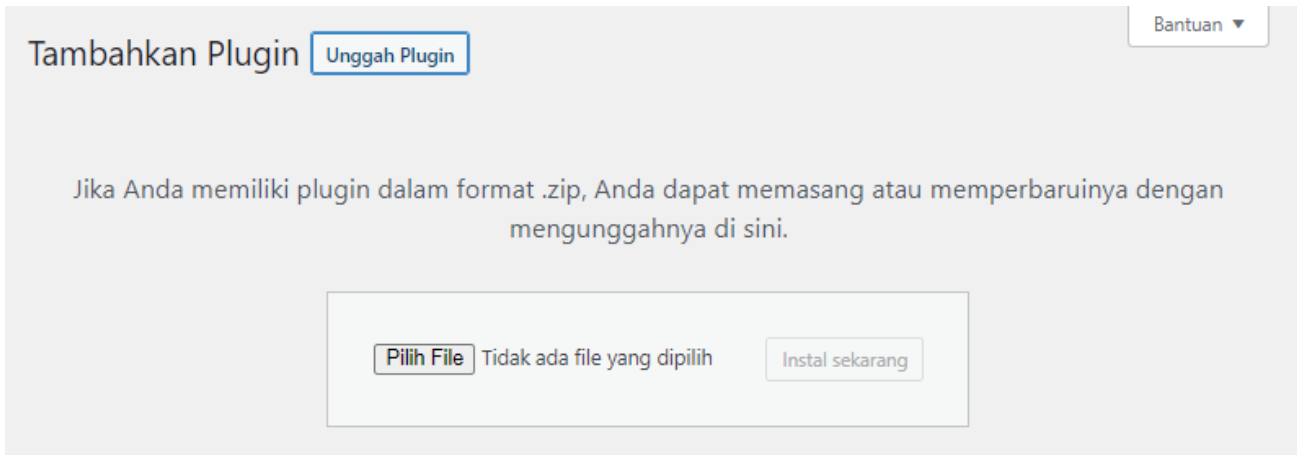 Bantuan ▼
Tambahkan Plugin Unggah Plugin
Jika Anda memiliki plugin dalam format .zip, Anda dapat memasang atau memperbaruinya dengan
mengunggahnya di sini.
Pilih File Tidak ada file yang dipilih Instal sekarang